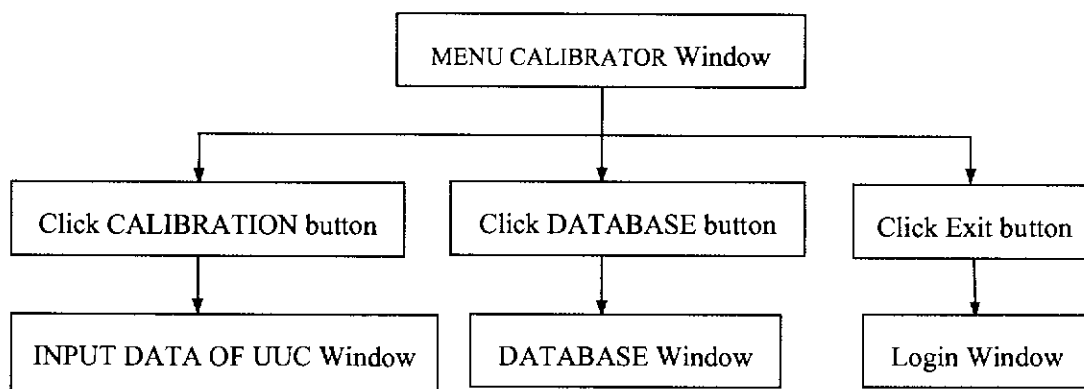 MENU CALIBRATOR Window
Click CALIBRATION button
Click DATABASE button
Click Exit button
INPUT DATA OF UUC Window
DATABASE Window
Login Window